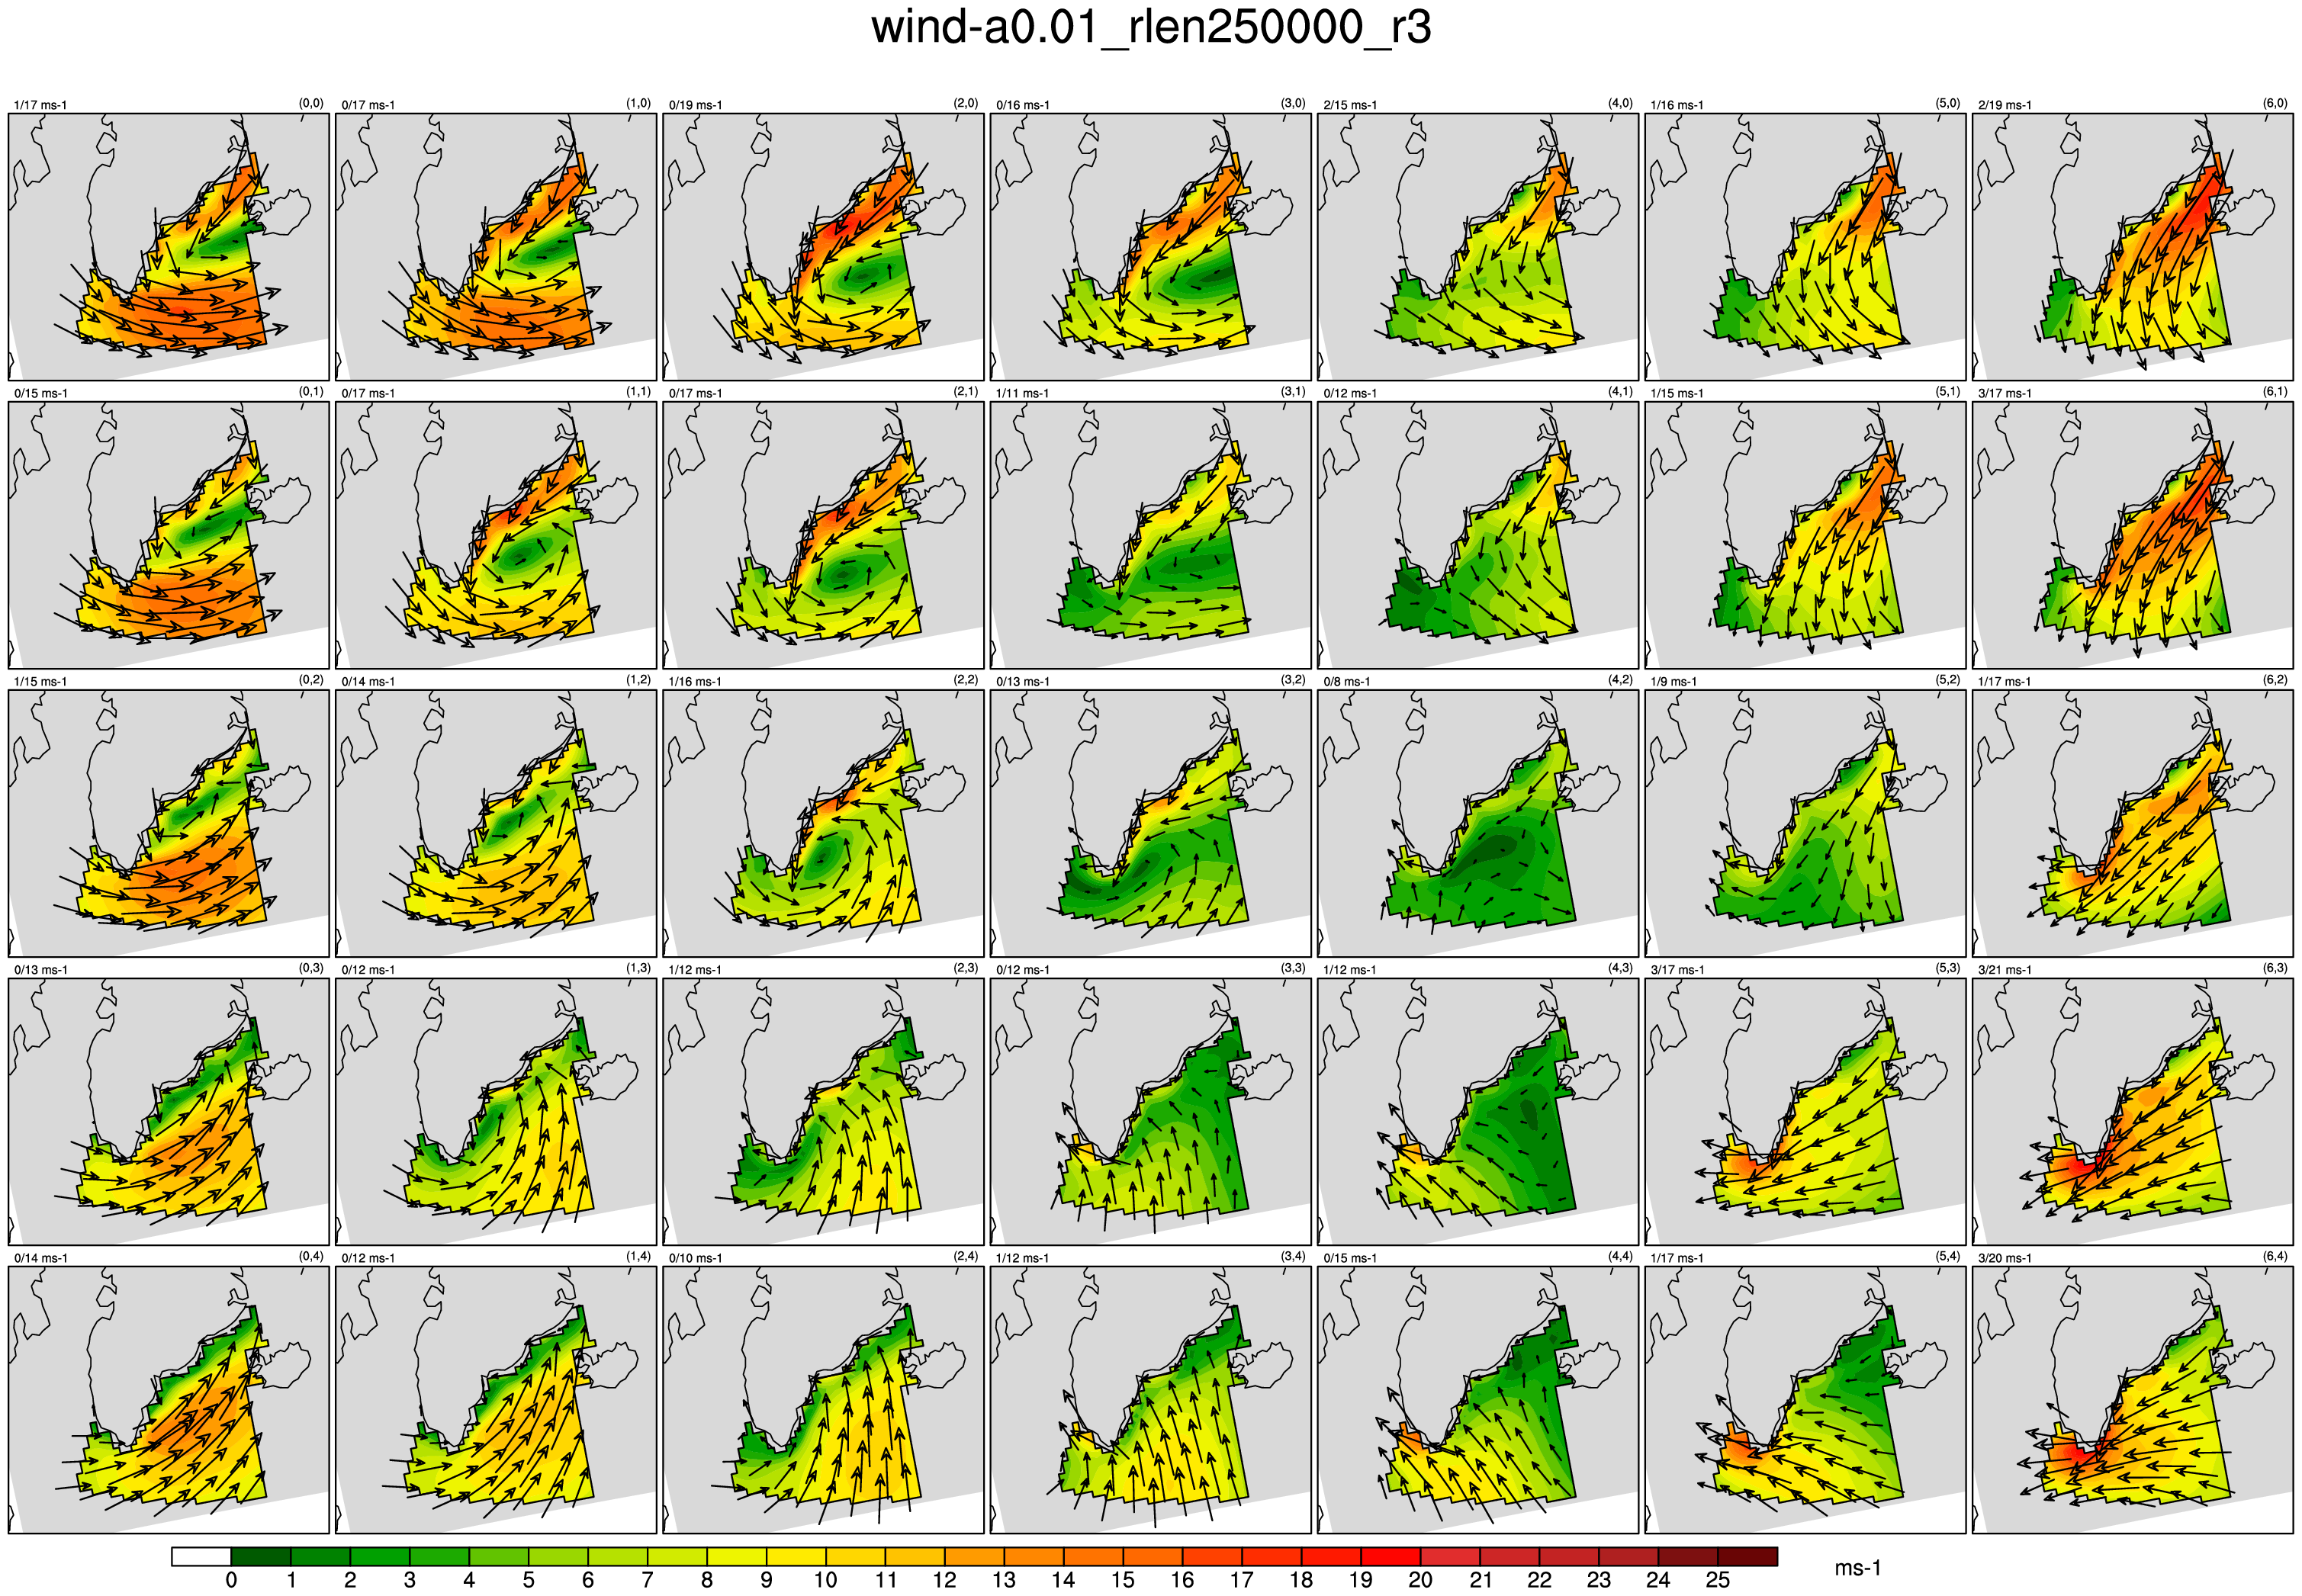 wind-a0.01_rlen250000_r3
1/17 ms-1 (0,0) 0/17 ms-1 (1,0) 0/19 ms-1 (2,0) 0/16 ms-1 (3,0) 2/15 ms-1 (4,0) 1/16 ms-1 (5,0) 2/19 ms-1 (6,0)
0/15 ms-1 (0,1) 0/17 ms-1 (1,1) 0/17 ms-1 (2,1) 1/11 ms-1 (3,1) 0/12 ms-1 (4,1) 1/15 ms-1 (5,1) 3/17 ms-1 (6,1)
1/15 ms-1 (0,2) 0/14 ms-1 (1,2) 1/16 ms-1 (2,2) 0/13 ms-1 (3,2) 0/8 ms-1 (4,2) 1/9 ms-1 (5,2) 1/17 ms-1 (6,2)
0/13 ms-1 (0,3) 0/12 ms-1 (1,3) 1/12 ms-1 (2,3) 0/12 ms-1 (3,3) 1/12 ms-1 (4,3) 3/17 ms-1 (5,3) 3/21 ms-1 (6,3)
0/14 ms-1 (0,4) 0/12 ms-1 (1,4) 0/10 ms-1 (2,4) 1/12 ms-1 (3,4) 0/15 ms-1 (4,4) 1/17 ms-1 (5,4) 3/20 ms-1 (6,4)
0 1 2 3 4 5 6 7 8 9 10 11 12 13 14 15 16 17 18 19 20 21 22 23 24 25 ms-1